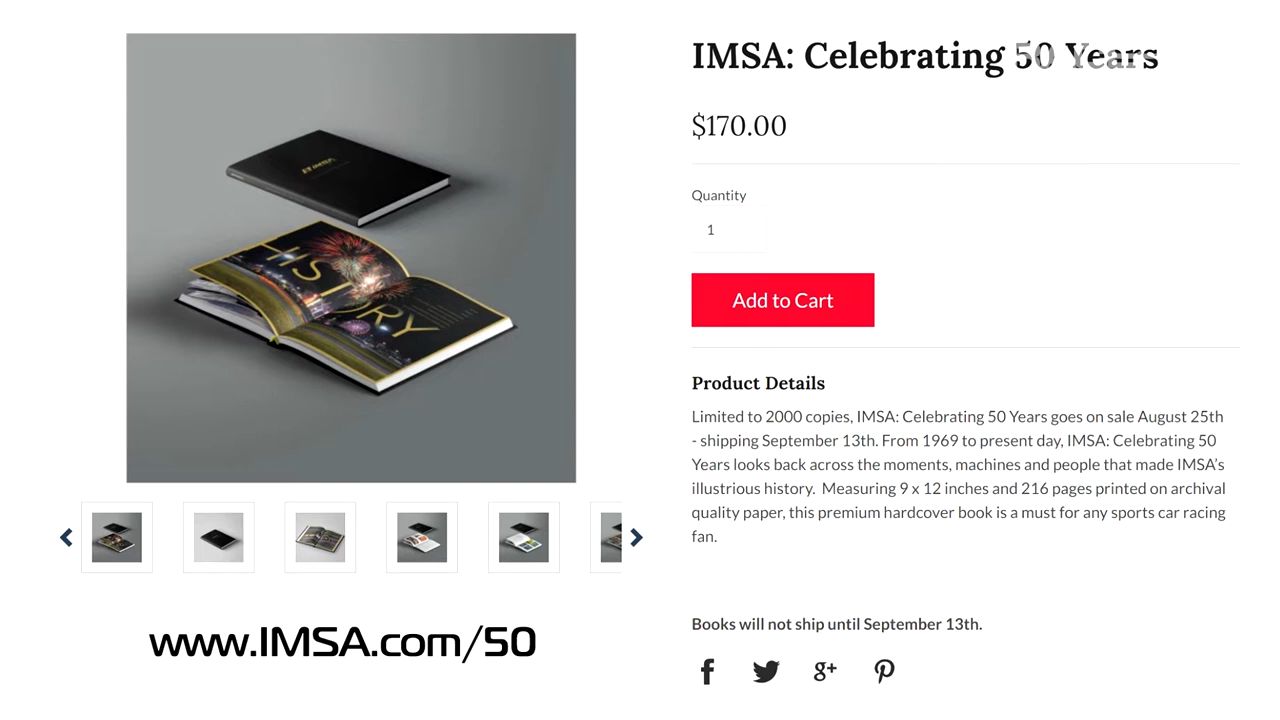 IMSA: Celebrating 50 Years
$170.00
Quantity
1
Add to Cart
Product Details
Limited to 2000 copies, IMSA: Celebrating 50 Years goes on sale August 25th
- shipping September 13th. From 1969 to present day, IMSA: Celebrating 50
Years looks back across the moments, machines and people that made IMSA's
illustrious history.  Measuring 9 x 12 inches and 216 pages printed on archival
quality paper, this premium hardcover book is a must for any sports car racing
fan.
Books will not ship until September 13th.
HISTORY
www.IMSA.com/50